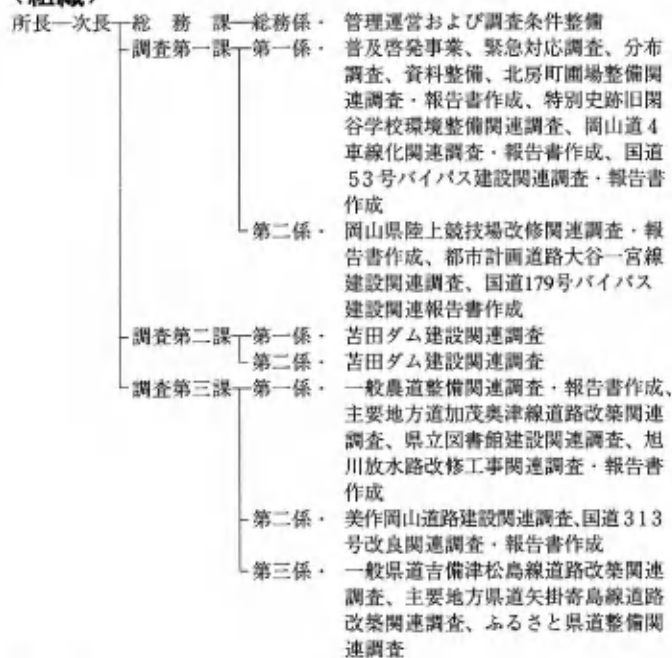 〈組織〉
所長―次長―総務課―総務係・管理運営および調査条件整備
調査第一課―第一係・普及啓発事業、緊急対応調査、分布
調査、資料整備、北房町圃場整備関
連調査・報告書作成、特別史跡旧閑
谷学校環境整備関連調査、岡山道4
車線化関連調査・報告書作成、国道
53号バイパス建設関連調査・報告書
作成
第二係・岡山県陸上競技場改修関連調査・報
告書作成、都市計画道路大谷一宮線
建設関連調査、国道179号バイパス
建設関連報告書作成
調査第二課―第一係・苫田ダム建設関連調査
第二係・苫田ダム建設関連調査
調査第三課―第一係・一般農道整備関連調査・報告書作成、
主要地方道加茂奥津線道路改築関連
調査、県立図書館建設関連調査、旭
川放水路改修工事関連調査・報告書
作成
第二係・美作岡山道路建設関連調査、国道313
号改良関連調査・報告書作成
第三係・一般県道吉備津松島線道路改築関連
調査、主要地方県道矢掛寄島線道路
改築関連調査、ふるさと県道整備関
連調査